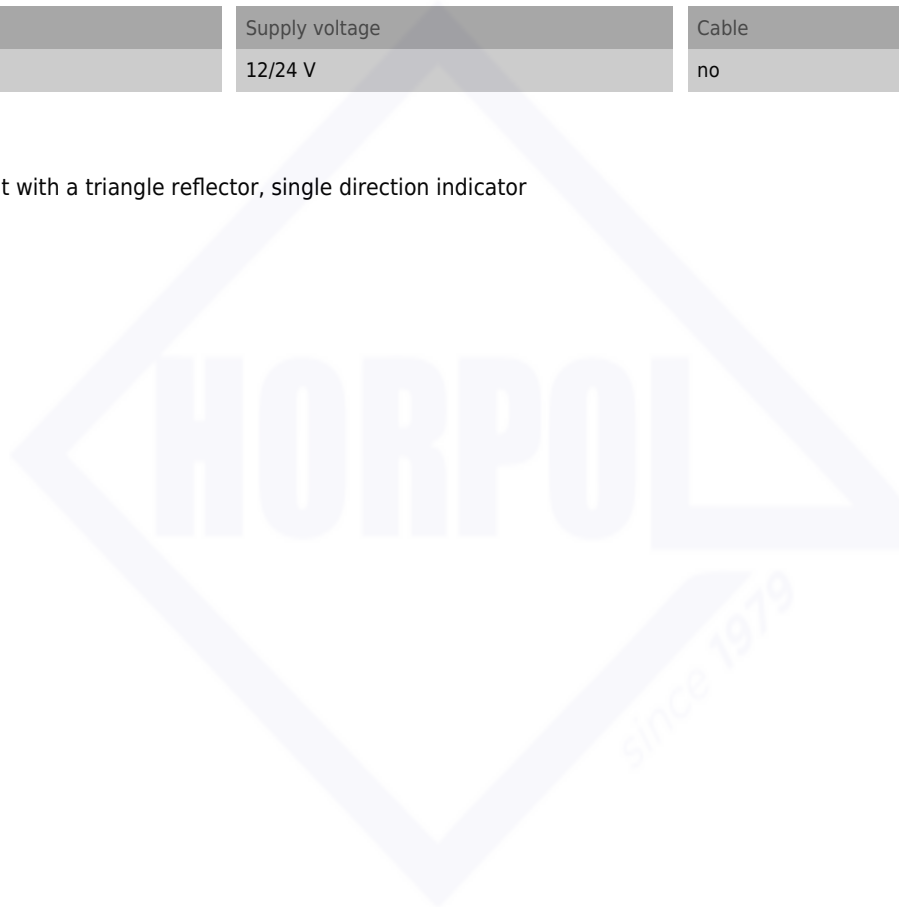 Supply voltage Cable
12/24 V no
t with a triangle reflector, single direction indicator
HORPOL
since 1979